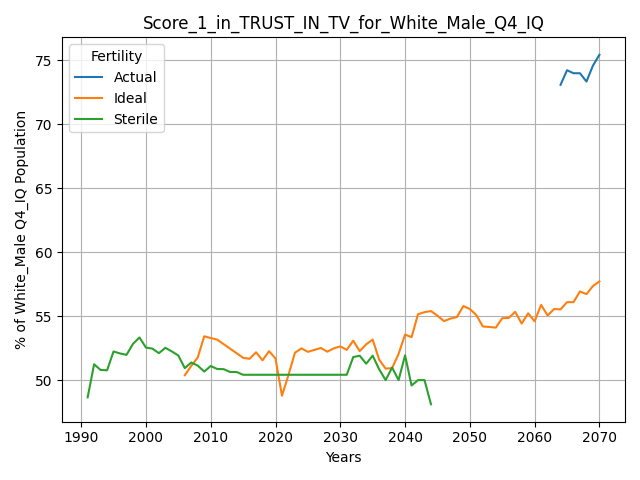 Score_1_in_TRUST_IN_TV_for_White_Male_Q4_IQ
Fertility
Actual
Ideal
Sterile
% of White_Male Q4_IQ Population
75
70
65
60
55
50
1990 2000 2010 2020 2030 2040 2050 2060 2070
Years